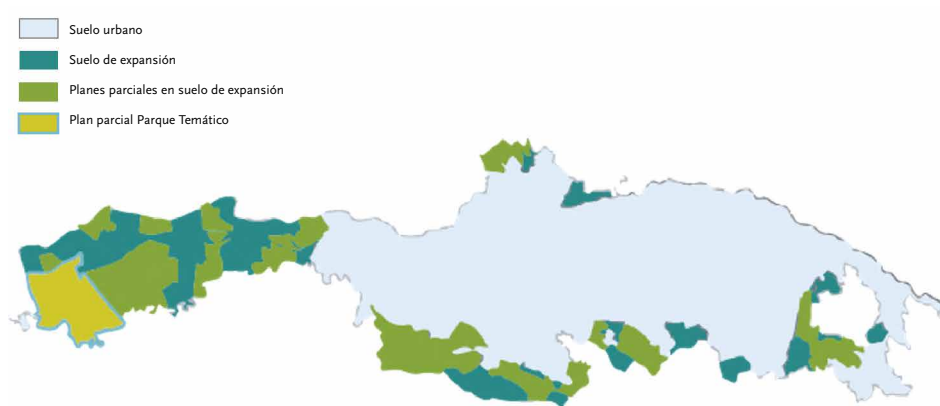 Suelo urbano
Suelo de expansión
Planes parciales en suelo de expansión
Plan parcial Parque Temático